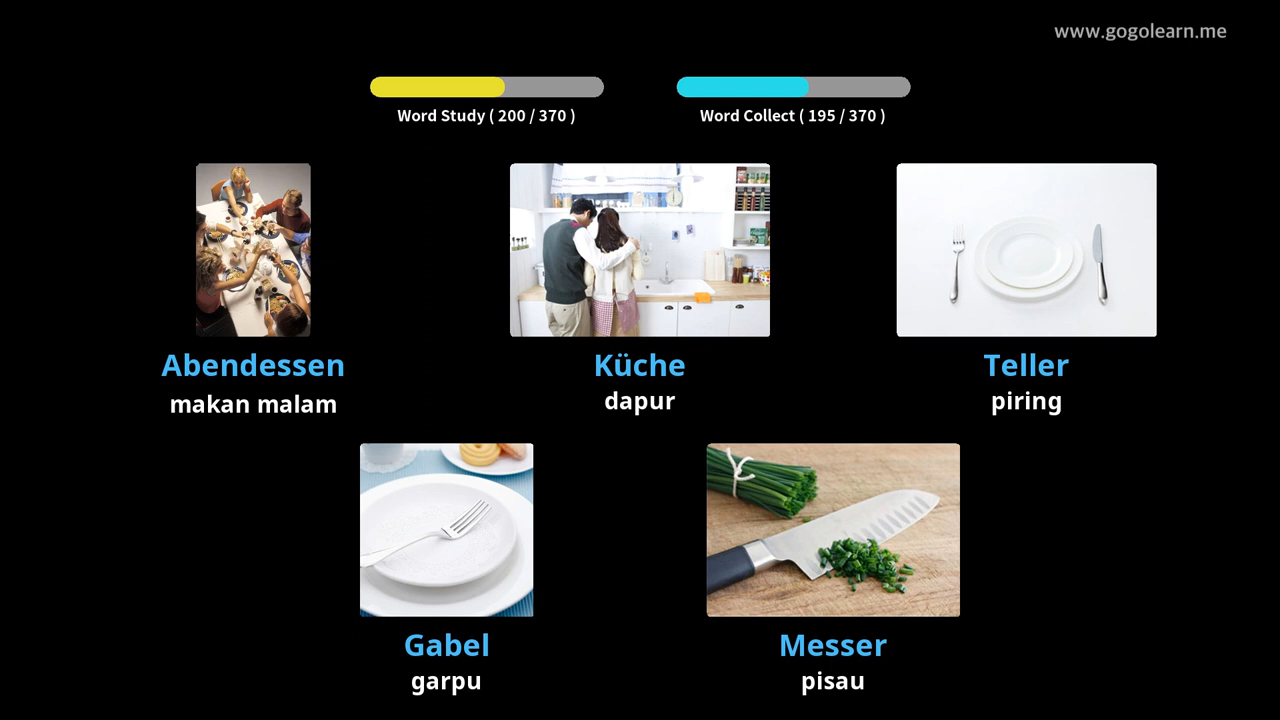 www.gogolearn.me
Word Study ( 200 / 370 )
Word Collect ( 195 / 370 )
Abendessen
makan malam
Küche
dapur
Teller
piring
Gabel
garpu
Messer
pisau